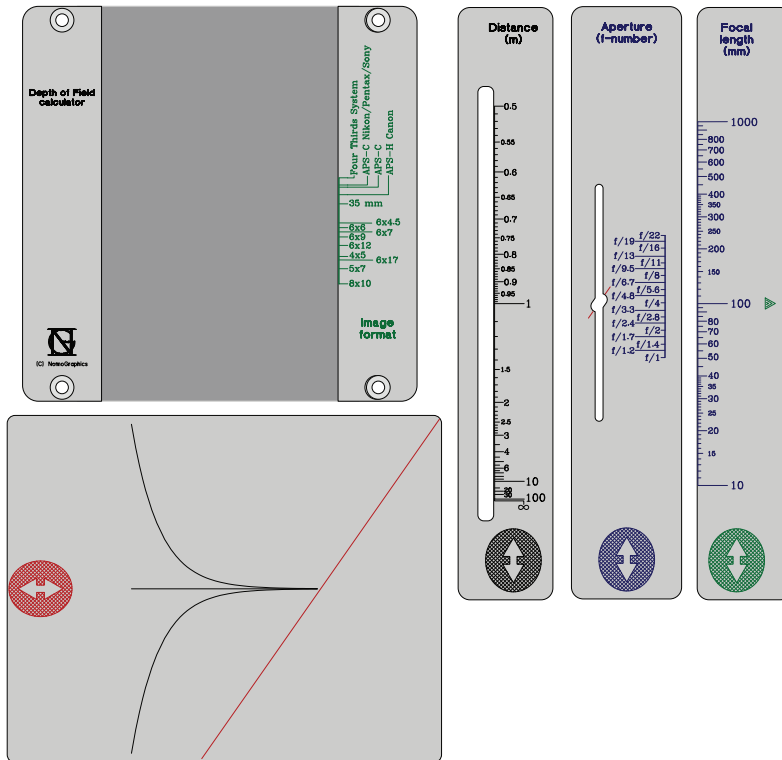 Depth of Field
calculator
Four Thirds System
APS-C Nikon/Pentax/Sony
APS-C
APS-H Canon
35 mm
6x4.5
6x6
6x7
6x9
6x12
4x5
6x17
5x7
8x10
Image
format
NG
(C) NomoGraphics
Distance
(m)
0.5
0.55
0.6
0.65
0.7
0.75
0.8
0.85
0.9
0.95
1
1.5
2
2.5
3
4
6
10
20
30
100
∞
Aperture
(f-number)
f/22
f/19
f/16
f/13
f/11
f/9.5
f/8
f/6.7
f/5.6
f/4.8
f/4
f/3.3
f/2.8
f/2.4
f/2
f/1.7
f/1.4
f/1.2
f/1
Focal
length
(mm)
1000
800
700
600
500
400
350
300
250
200
150
100
80
70
60
50
40
35
30
25
20
15
10